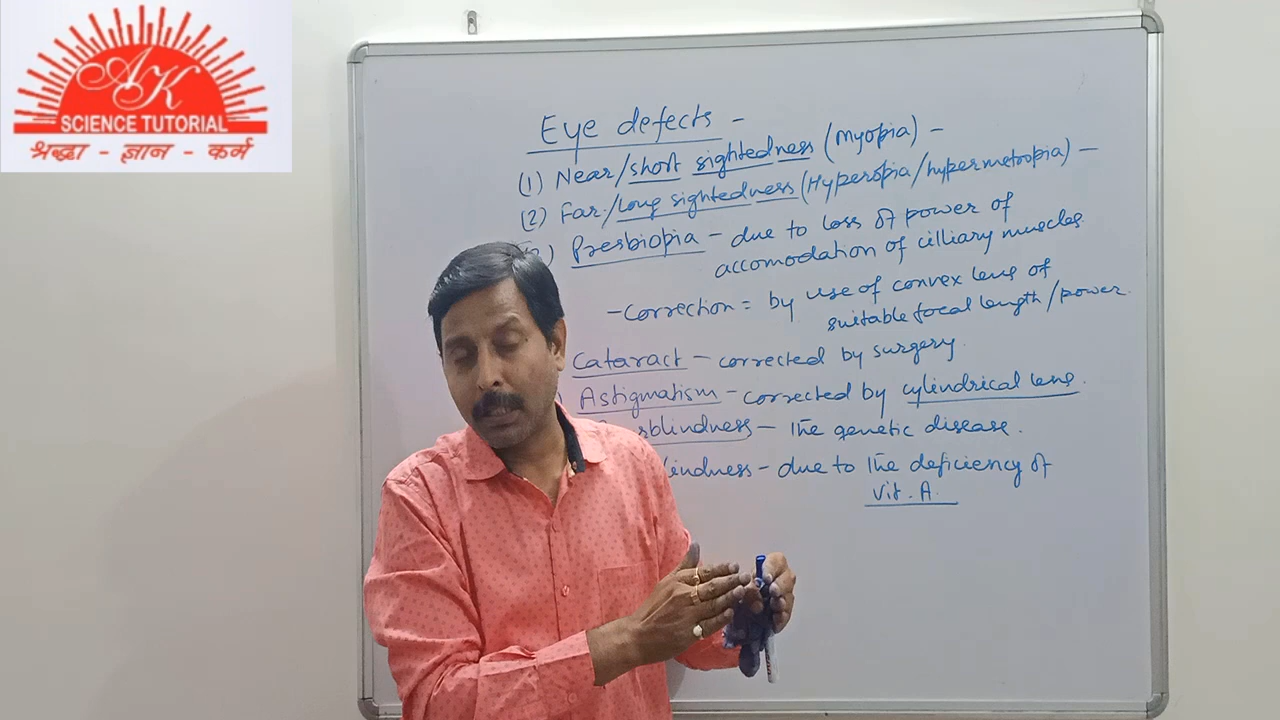 AK
SCIENCE TUTORIAL
श्रद्धा - ज्ञान - कर्म
Eye defects -
(1) Near/short sightedness (Myopia) -
(2) Far/long sightedness (Hyperopia/hypermetropia) -
Presbiopia - due to loss of power of
accomodation of cilliary muscles
- Correction = by use of convex lens of
suitable focal length/power.
Cataract - corrected by surgery.
Astigmatism - corrected by cylindrical lens.
- The genetic disease.
- due to the deficiency of
Vit. A.